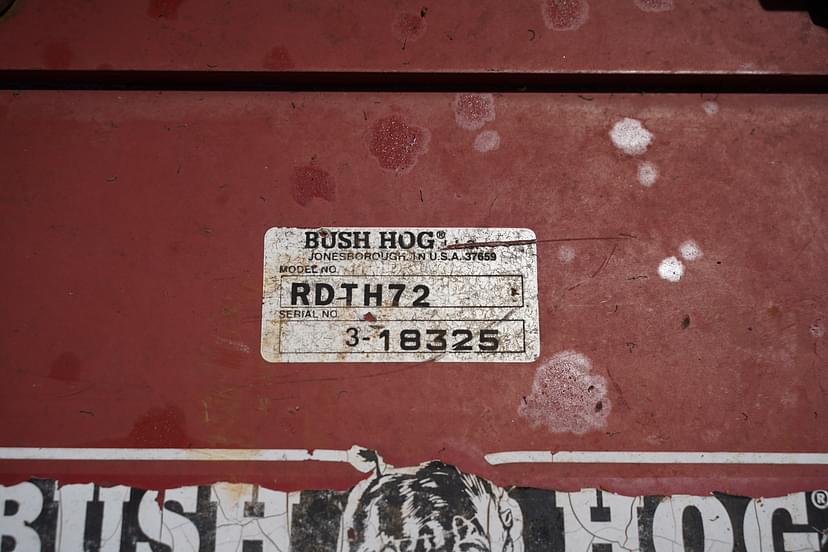 BUSH HOG®
JONESBOROUGH, TN U.S.A. 37659
MODEL NO.
RDTH72
SERIAL NO.
3-18325
BUSH HOG®